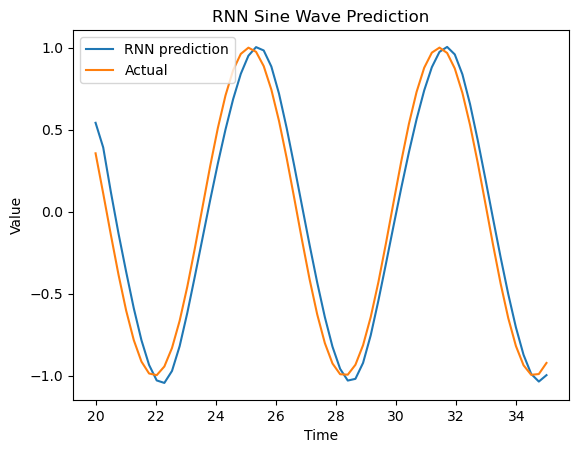 RNN Sine Wave Prediction
RNN prediction
Actual
1.0
0.5
0.0
−0.5
−1.0
Value
20 22 24 26 28 30 32 34
Time